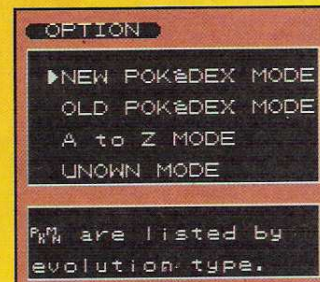 OPTION
▶NEW POKéDEX MODE
OLD POKéDEX MODE
A to Z MODE
UNOWN MODE
PKMN are listed by
evolution type.